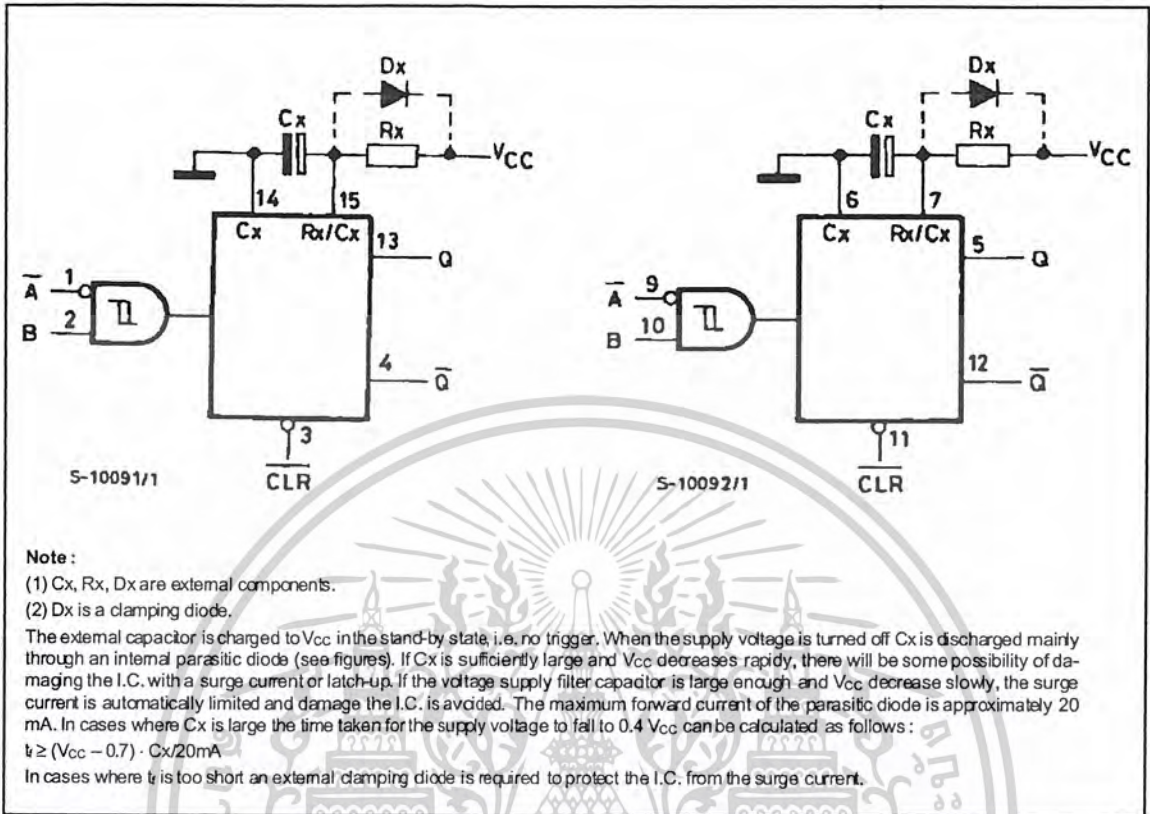 Dx
Cx
Rx
VCC
14
15
Cx
Rx/Cx
13
Q
A̅
1
B
2
4
Q̅
3
C̅L̅R̅
S-10091/1
Dx
Cx
Rx
VCC
6
7
Cx
Rx/Cx
5
Q
A̅
9
B
10
12
Q̅
11
C̅L̅R̅
S-10092/1
Note :
(1) Cx, Rx, Dx are external components.
(2) Dx is a clamping diode.
The external capacitor is charged to VCC in the stand-by state, i.e. no trigger. When the supply voltage is turned off Cx is discharged mainly
through an internal parasitic diode (see figures). If Cx is sufficiently large and VCC decreases rapidy, there will be some possibility of da-
maging the I.C. with a surge current or latch-up. If the voltage supply filter capacitor is large enough and VCC decrease slowly, the surge
current is automatically limited and damage the I.C. is avoided. The maximum forward current of the parasitic diode is approximately 20
mA. In cases where Cx is large the time taken for the supply voltage to fall to 0.4 VCC can be calculated as follows :
tf ≥ (VCC – 0.7) · Cx/20mA
In cases where tf is too short an external clamping diode is required to protect the I.C. from the surge current.